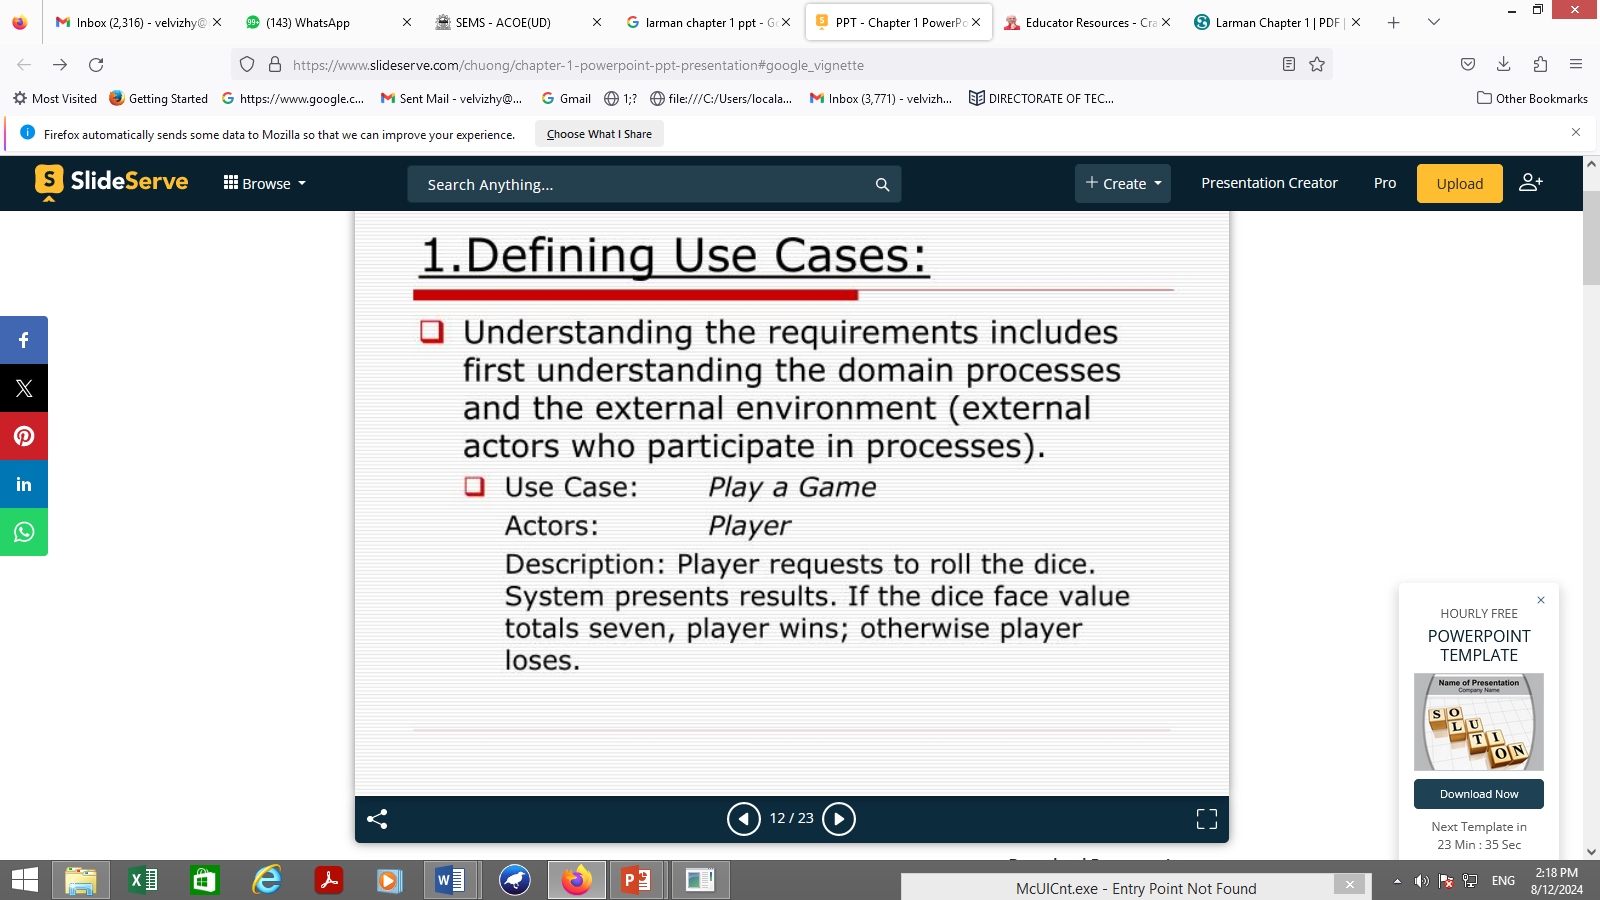 Inbox (2,316) - velvizhy@
(143) WhatsApp
SEMS - ACOE(UD)
larman chapter 1 ppt - Go
PPT - Chapter 1 PowerPo
Educator Resources - Cra
Larman Chapter 1 | PDF |
https://www.slideserve.com/chuong/chapter-1-powerpoint-ppt-presentation#google_vignette
Most Visited
Getting Started
https://www.google.c...
Sent Mail - velvizhy@...
Gmail
1;?
file:///C:/Users/locala...
Inbox (3,771) - velvizh...
DIRECTORATE OF TEC...
Other Bookmarks
Firefox automatically sends some data to Mozilla so that we can improve your experience.
Choose What I Share
SlideServe
Browse
Search Anything...
Create
Presentation Creator
Pro
Upload
1.Defining Use Cases:
Understanding the requirements includes
first understanding the domain processes
and the external environment (external
actors who participate in processes).
Use Case: Play a Game
Actors: Player
Description: Player requests to roll the dice.
System presents results. If the dice face value
totals seven, player wins; otherwise player
loses.
12 / 23
HOURLY FREE
POWERPOINT
TEMPLATE
Name of Presentation
Company Name
SOLUTION
Download Now
Next Template in
23 Min : 35 Sec
McUICnt.exe - Entry Point Not Found
ENG
2:18 PM
8/12/2024